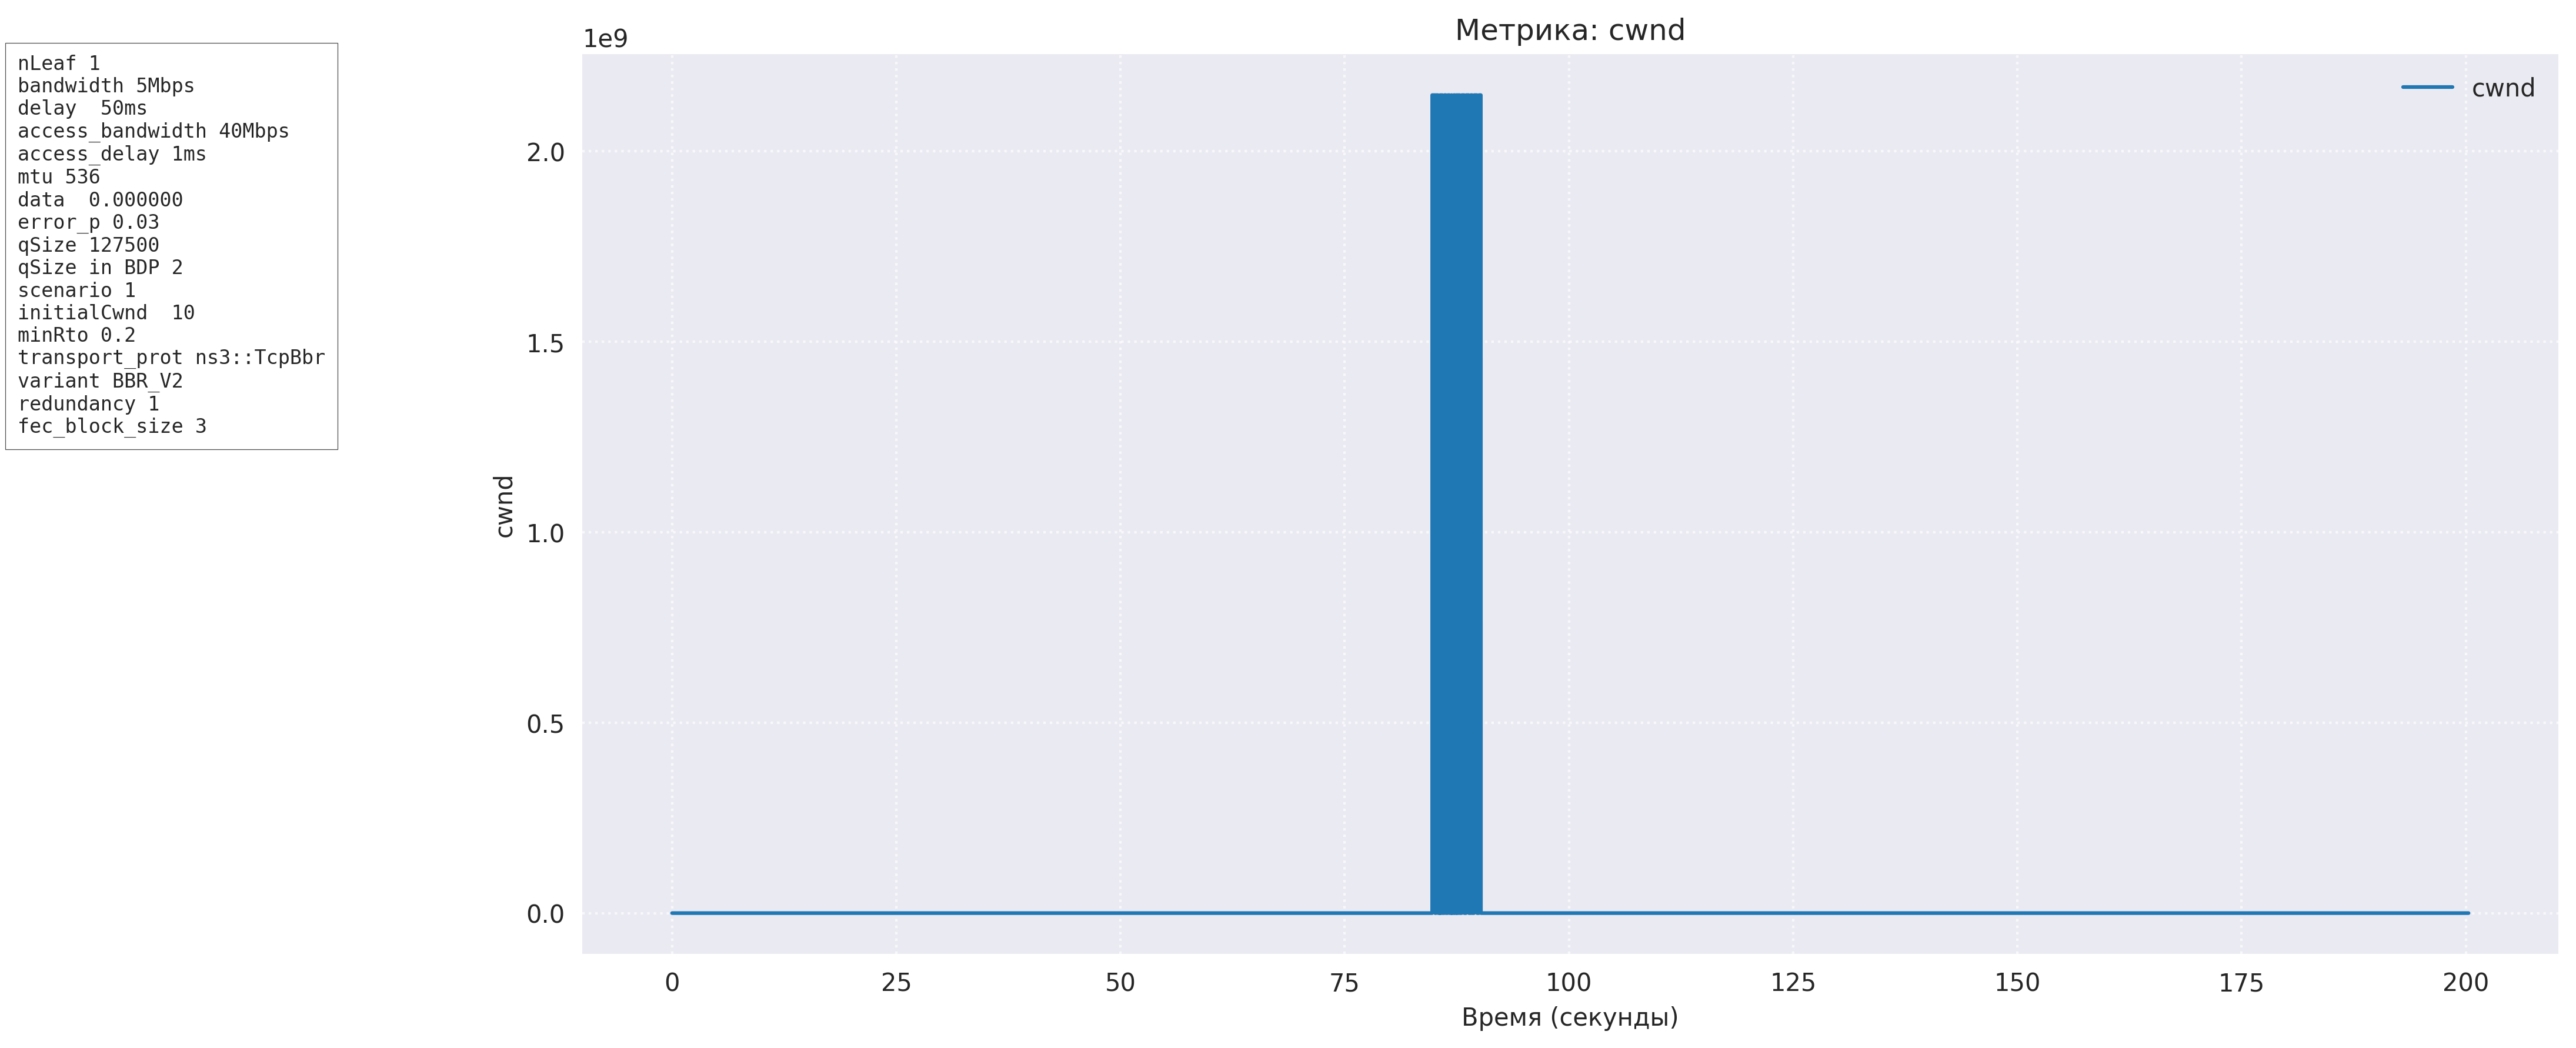 nLeaf 1
bandwidth 5Mbps
delay  50ms
access_bandwidth 40Mbps
access_delay 1ms
mtu 536
data  0.000000
error_p 0.03
qSize 127500
qSize in BDP 2
scenario 1
initialCwnd  10
minRto 0.2
transport_prot ns3::TcpBbr
variant BBR_V2
redundancy 1
fec_block_size 3
Метрика: cwnd
1e9
cwnd
2.0
1.5
1.0
0.5
0.0
cwnd
0 25 50 75 100 125 150 175 200
Время (секунды)